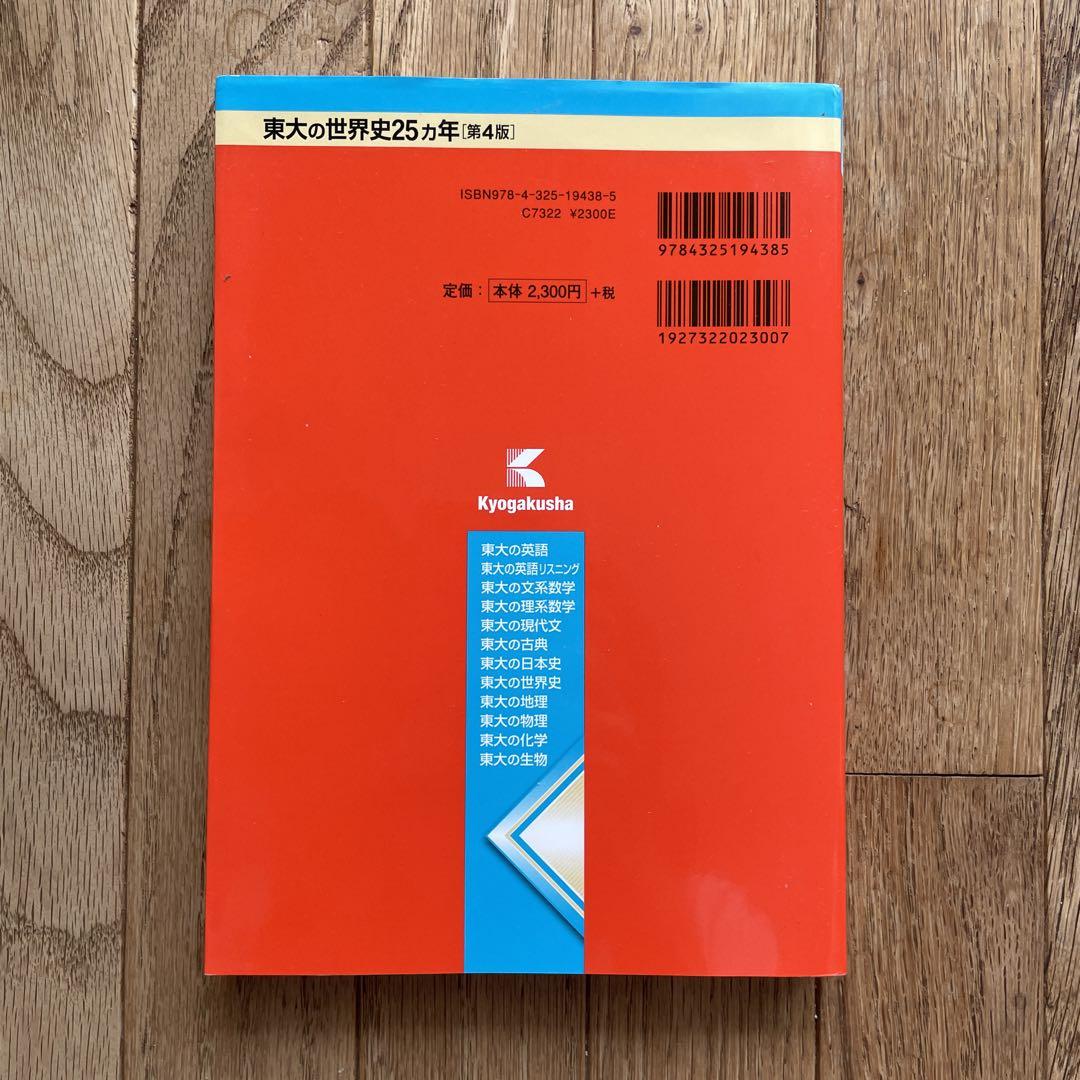 東大の世界史25カ年[第4版]
ISBN978-4-325-19438-5
C7322 ¥2300E
9784325194385
定価：本体 2,300円+税
1927322023007
Kyogakusha
東大の英語
東大の英語リスニング
東大の文系数学
東大の理系数学
東大の現代文
東大の古典
東大の日本史
東大の世界史
東大の地理
東大の物理
東大の化学
東大の生物